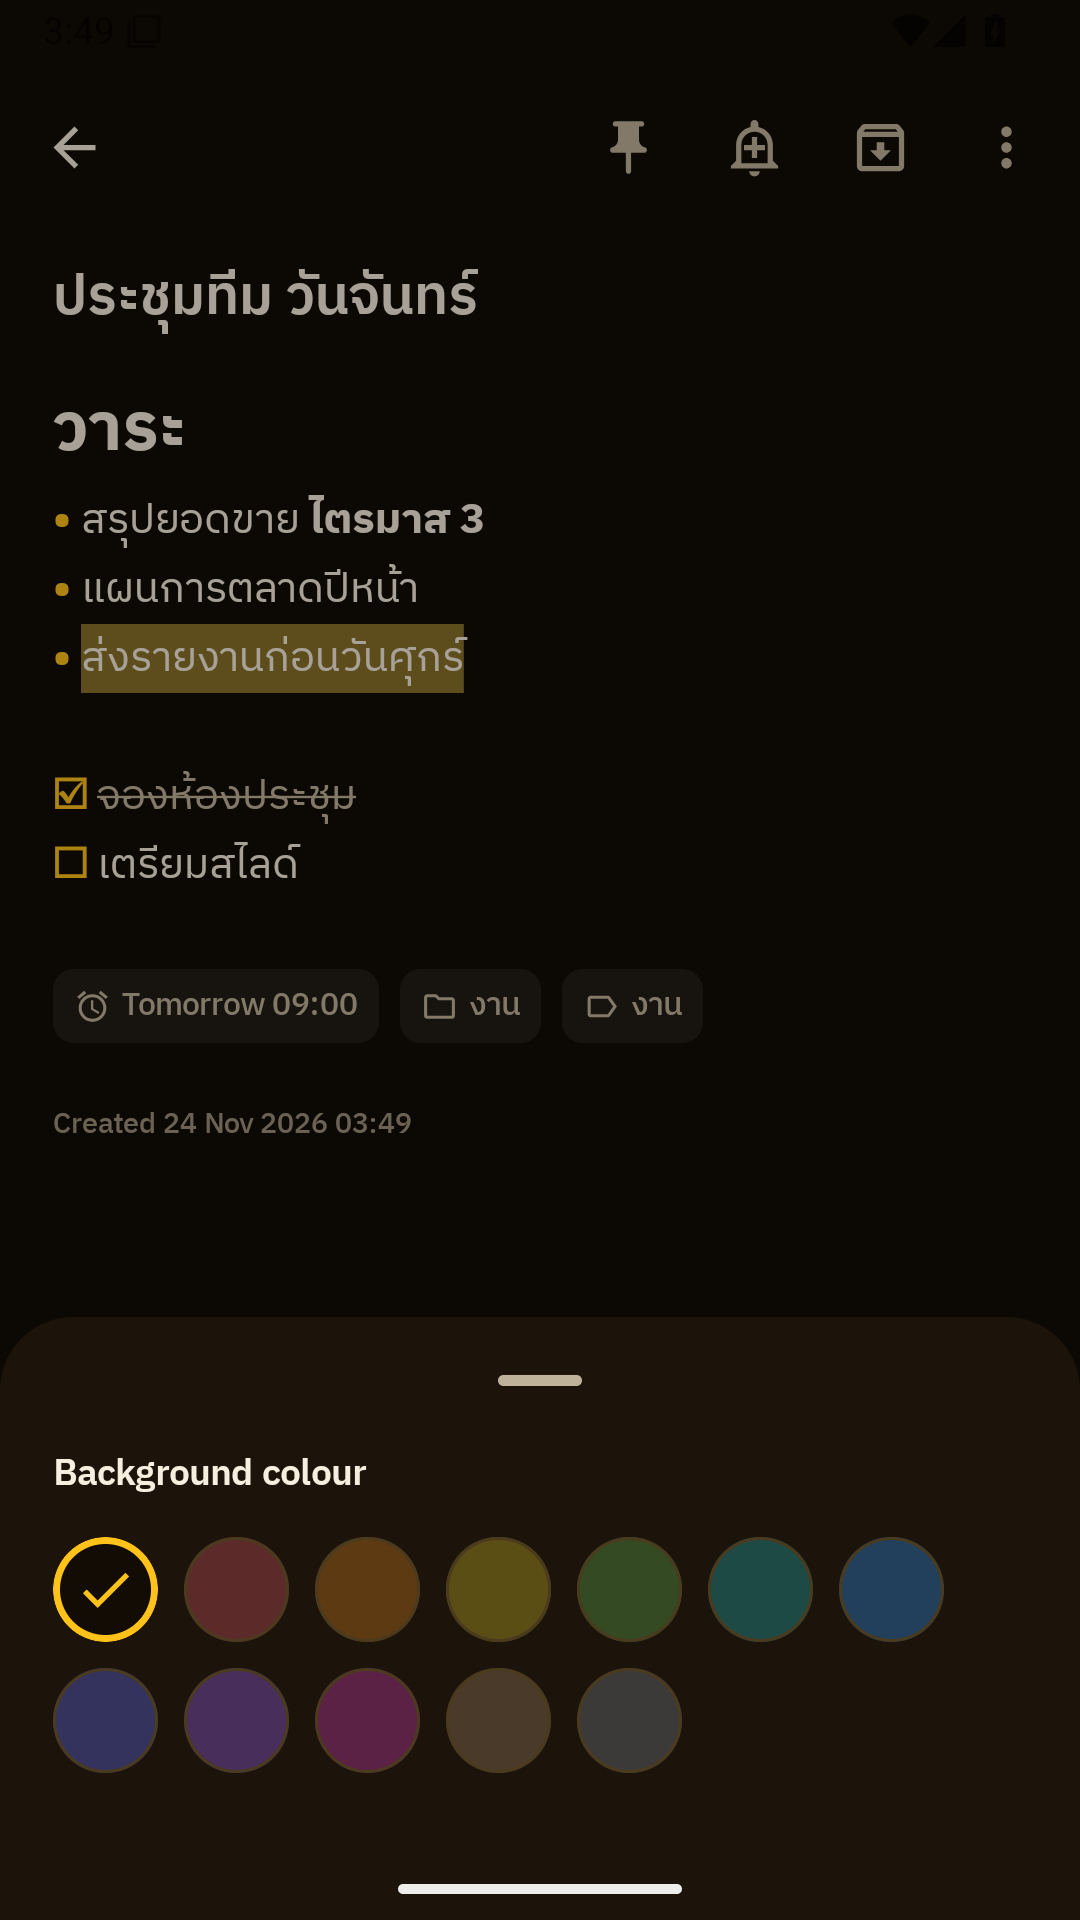 3:49
ประชุมทีม วันจันทร์
วาระ
• สรุปยอดขาย ไตรมาส 3
• แผนการตลาดปีหน้า
• ส่งรายงานก่อนวันศุกร์
☑ จองห้องประชุม
☐ เตรียมสไลด์
Tomorrow 09:00 งาน งาน
Created 24 Nov 2026 03:49
Background colour